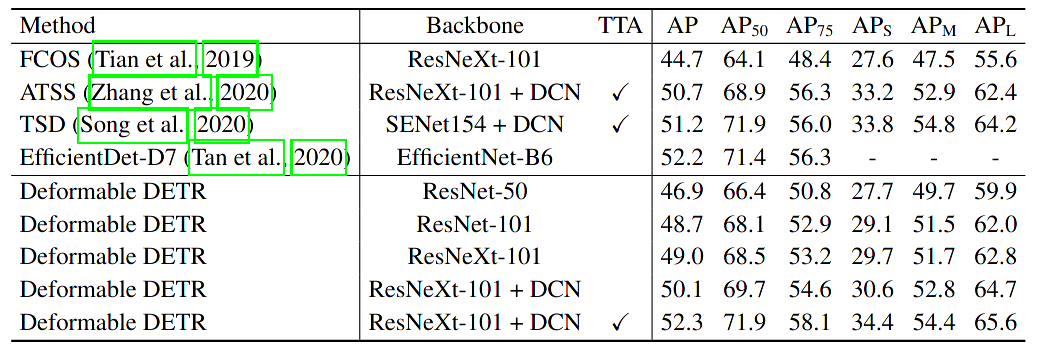 Method Backbone TTA AP AP50 AP75 APS APM APL
FCOS (Tian et al., 2019) ResNeXt-101 44.7 64.1 48.4 27.6 47.5 55.6
ATSS (Zhang et al., 2020) ResNeXt-101 + DCN ✓ 50.7 68.9 56.3 33.2 52.9 62.4
TSD (Song et al., 2020) SENet154 + DCN ✓ 51.2 71.9 56.0 33.8 54.8 64.2
EfficientDet-D7 (Tan et al., 2020) EfficientNet-B6 52.2 71.4 56.3 - - -
Deformable DETR ResNet-50 46.9 66.4 50.8 27.7 49.7 59.9
Deformable DETR ResNet-101 48.7 68.1 52.9 29.1 51.5 62.0
Deformable DETR ResNeXt-101 49.0 68.5 53.2 29.7 51.7 62.8
Deformable DETR ResNeXt-101 + DCN 50.1 69.7 54.6 30.6 52.8 64.7
Deformable DETR ResNeXt-101 + DCN ✓ 52.3 71.9 58.1 34.4 54.4 65.6